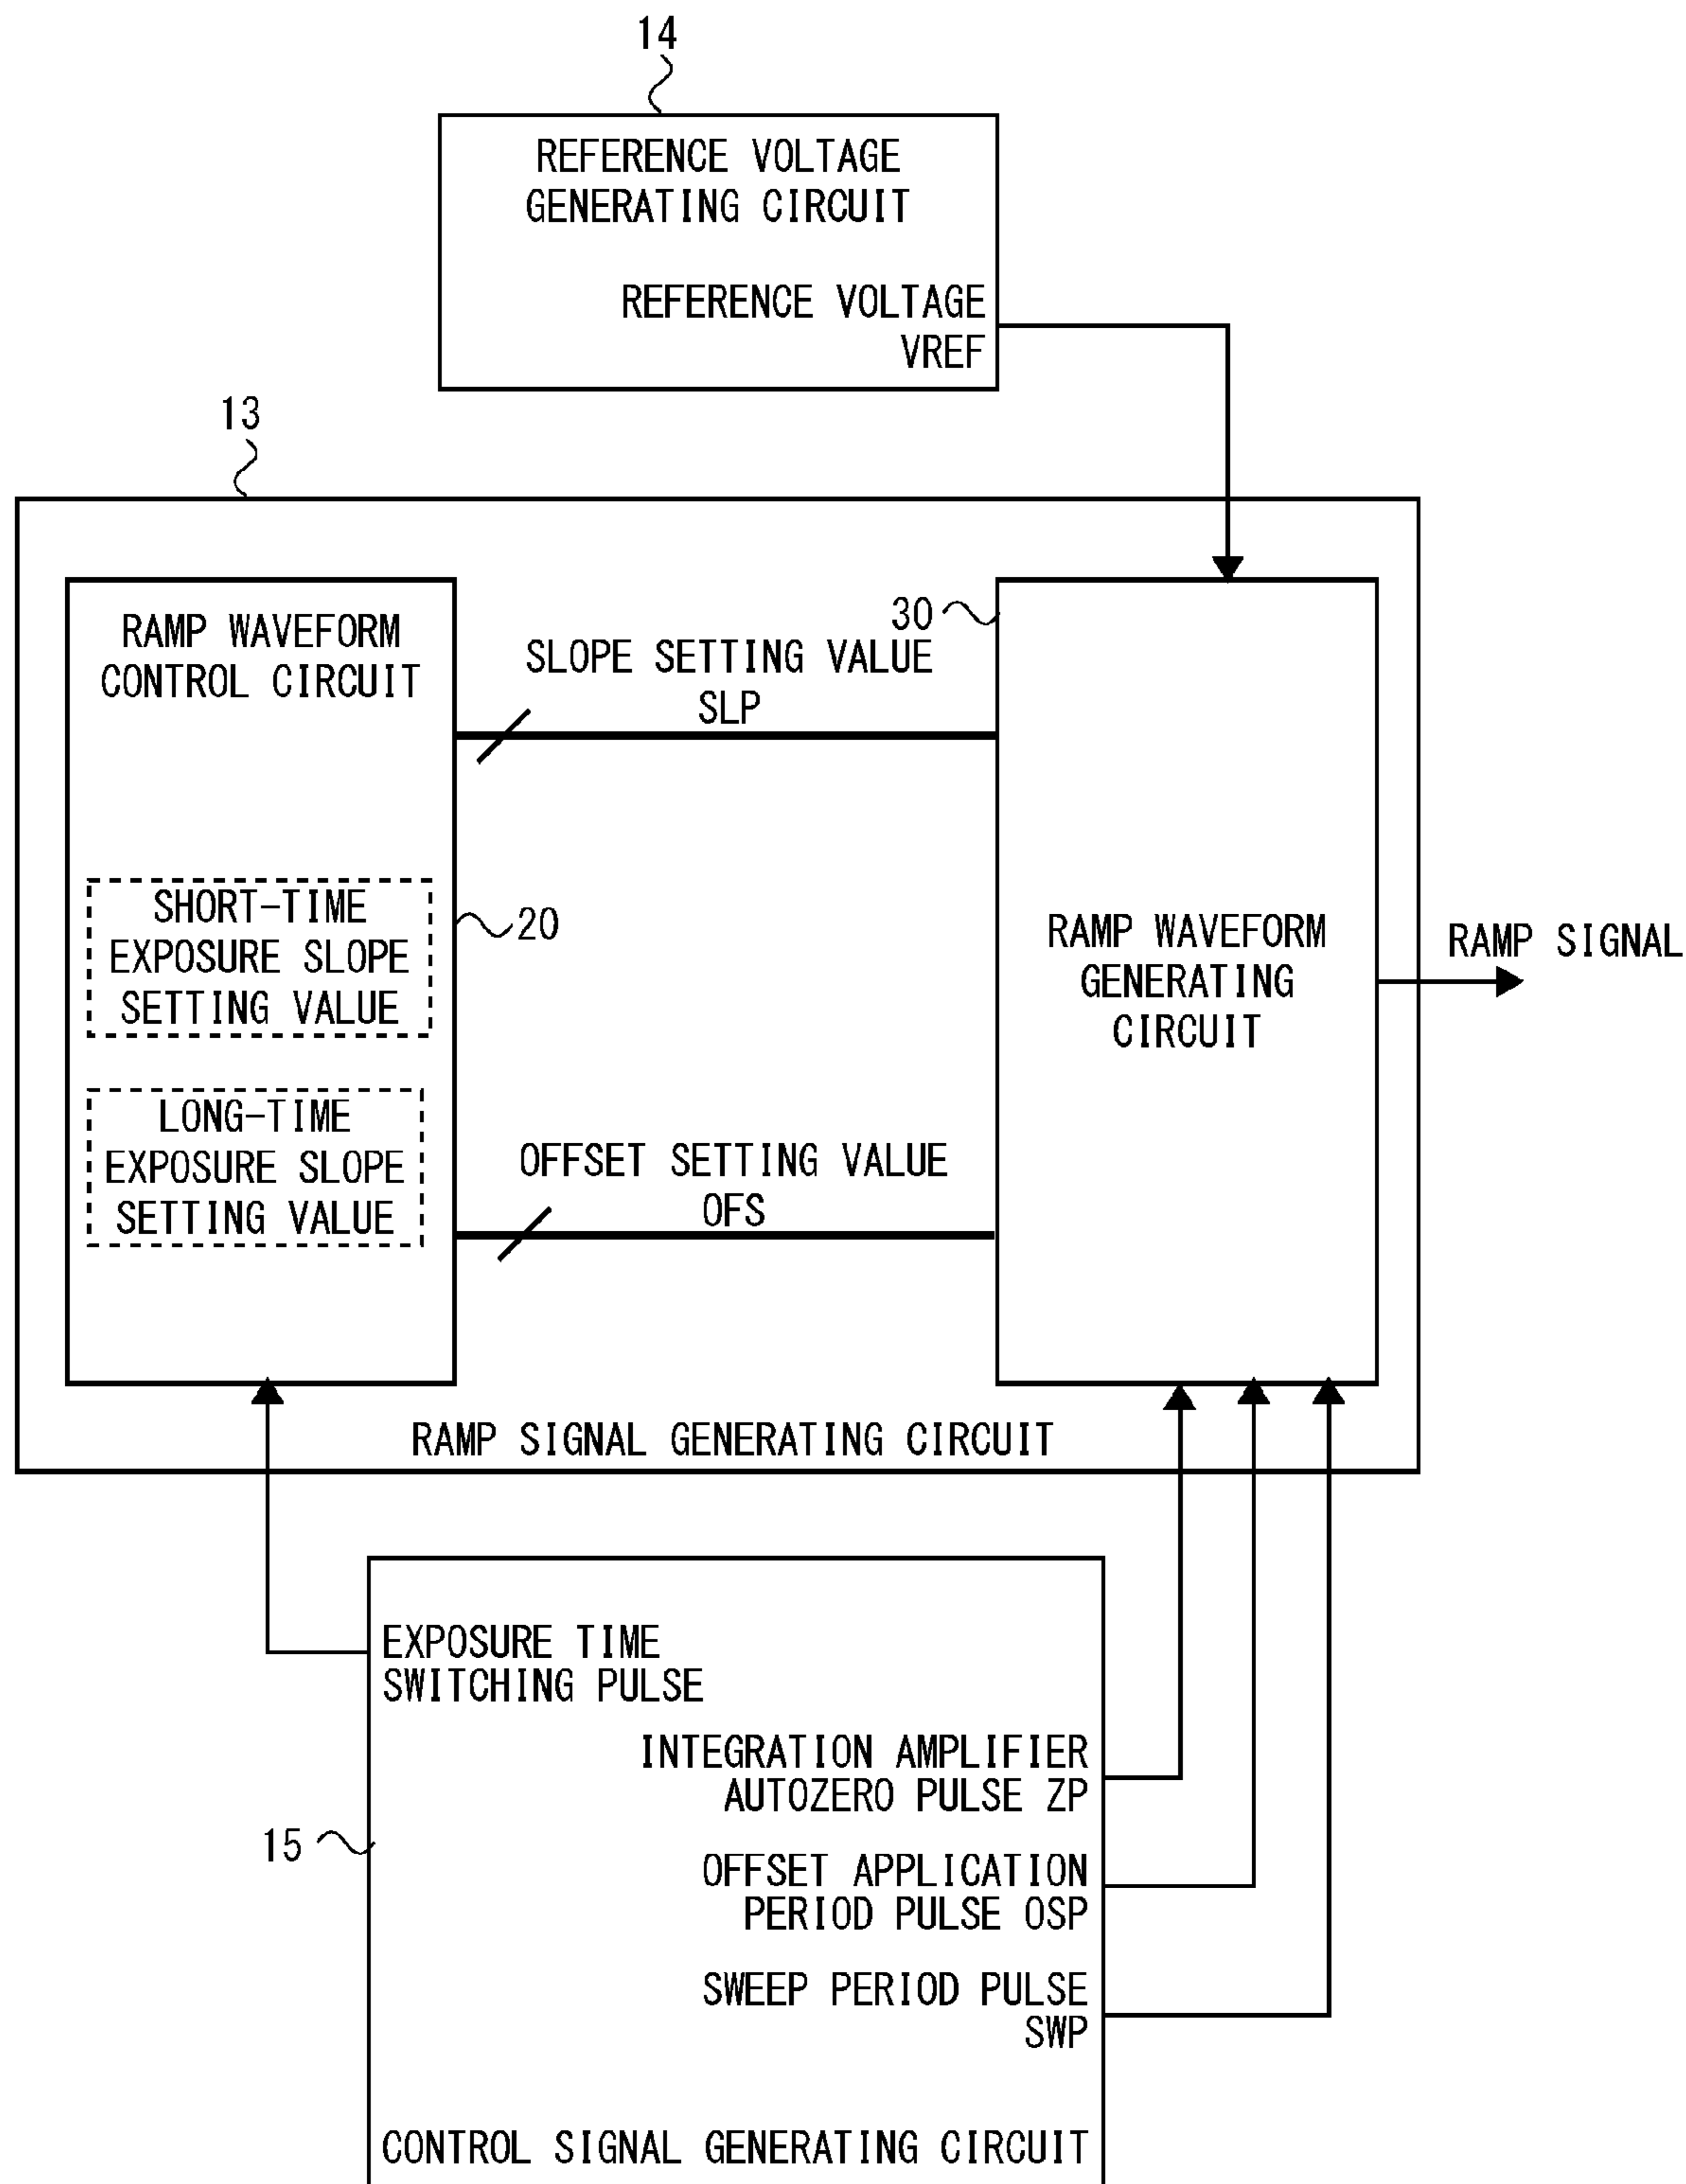 14
REFERENCE VOLTAGE
GENERATING CIRCUIT
REFERENCE VOLTAGE
VREF
13
RAMP WAVEFORM
CONTROL CIRCUIT
30
SLOPE SETTING VALUE
SLP
SHORT-TIME
EXPOSURE SLOPE
SETTING VALUE
20
RAMP WAVEFORM
GENERATING
CIRCUIT
RAMP SIGNAL
LONG-TIME
EXPOSURE SLOPE
SETTING VALUE
OFFSET SETTING VALUE
OFS
RAMP SIGNAL GENERATING CIRCUIT
EXPOSURE TIME
SWITCHING PULSE
INTEGRATION AMPLIFIER
AUTOZERO PULSE ZP
15
OFFSET APPLICATION
PERIOD PULSE OSP
SWEEP PERIOD PULSE
SWP
CONTROL SIGNAL GENERATING CIRCUIT